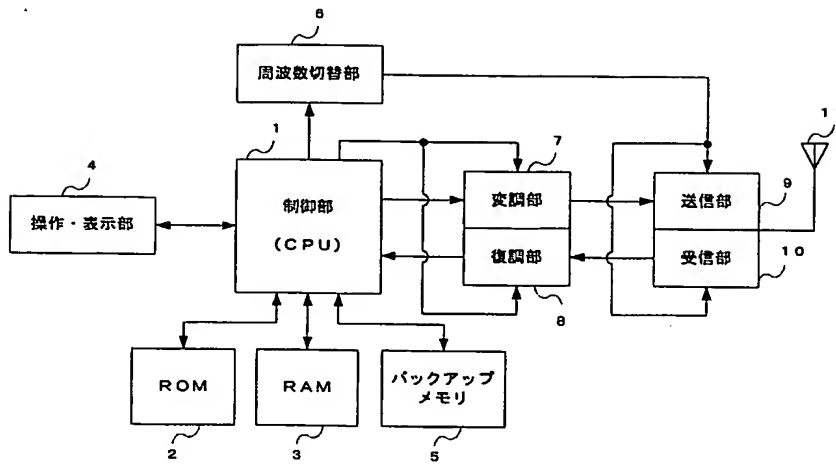 6
周波数切替部
1
7
1
4
操作・表示部
制御部
(CPU)
変調部
送信部
9
復調部
受信部
10
8
ROM
RAM
バックアップ
メモリ
2
3
5